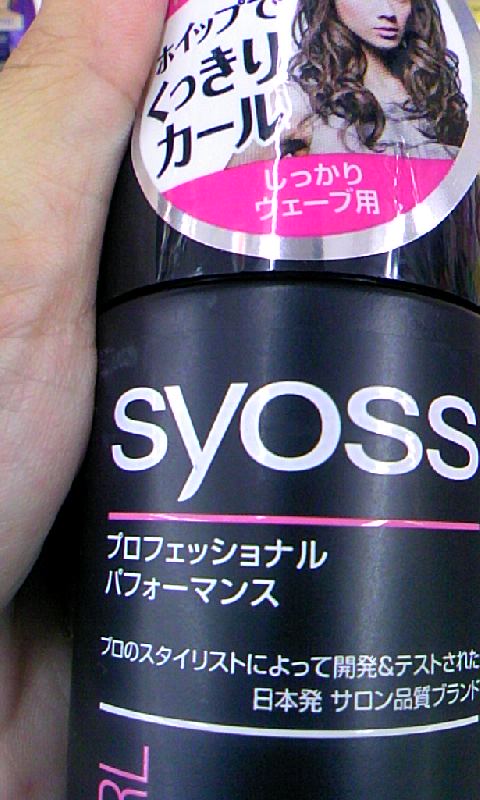 ホイップで
くっきり
カール
しっかり
ウェーブ用
syoss
プロフェッショナル
パフォーマンス
プロのスタイリストによって開発&テストされた
日本発 サロン品質ブランド
RL